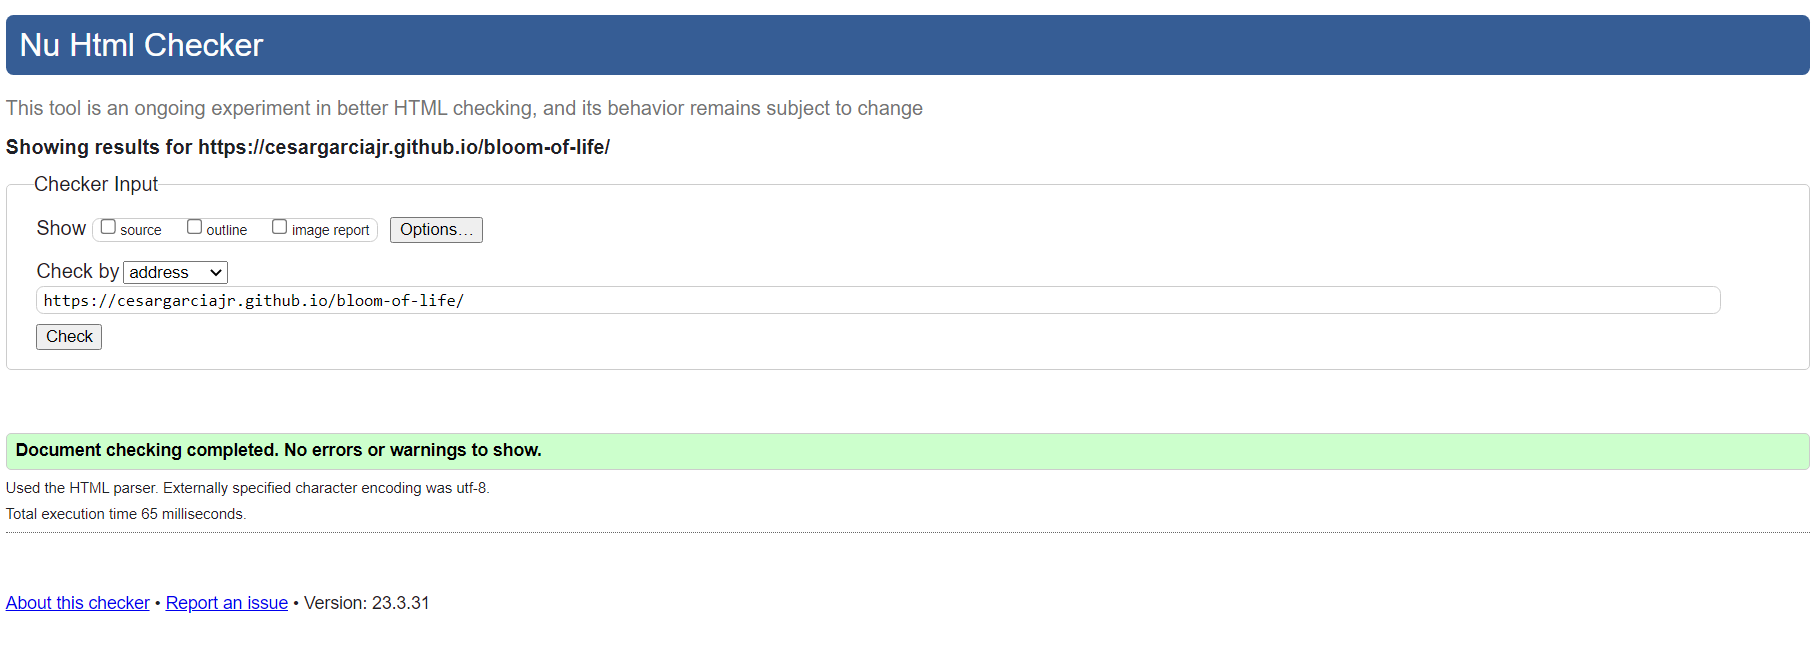 Nu Html Checker
This tool is an ongoing experiment in better HTML checking, and its behavior remains subject to change
Showing results for https://cesargarciajr.github.io/bloom-of-life/
Checker Input
Show source outline image report Options…
Check by address
https://cesargarciajr.github.io/bloom-of-life/
Check
Document checking completed. No errors or warnings to show.
Used the HTML parser. Externally specified character encoding was utf-8.
Total execution time 65 milliseconds.
About this checker • Report an issue • Version: 23.3.31